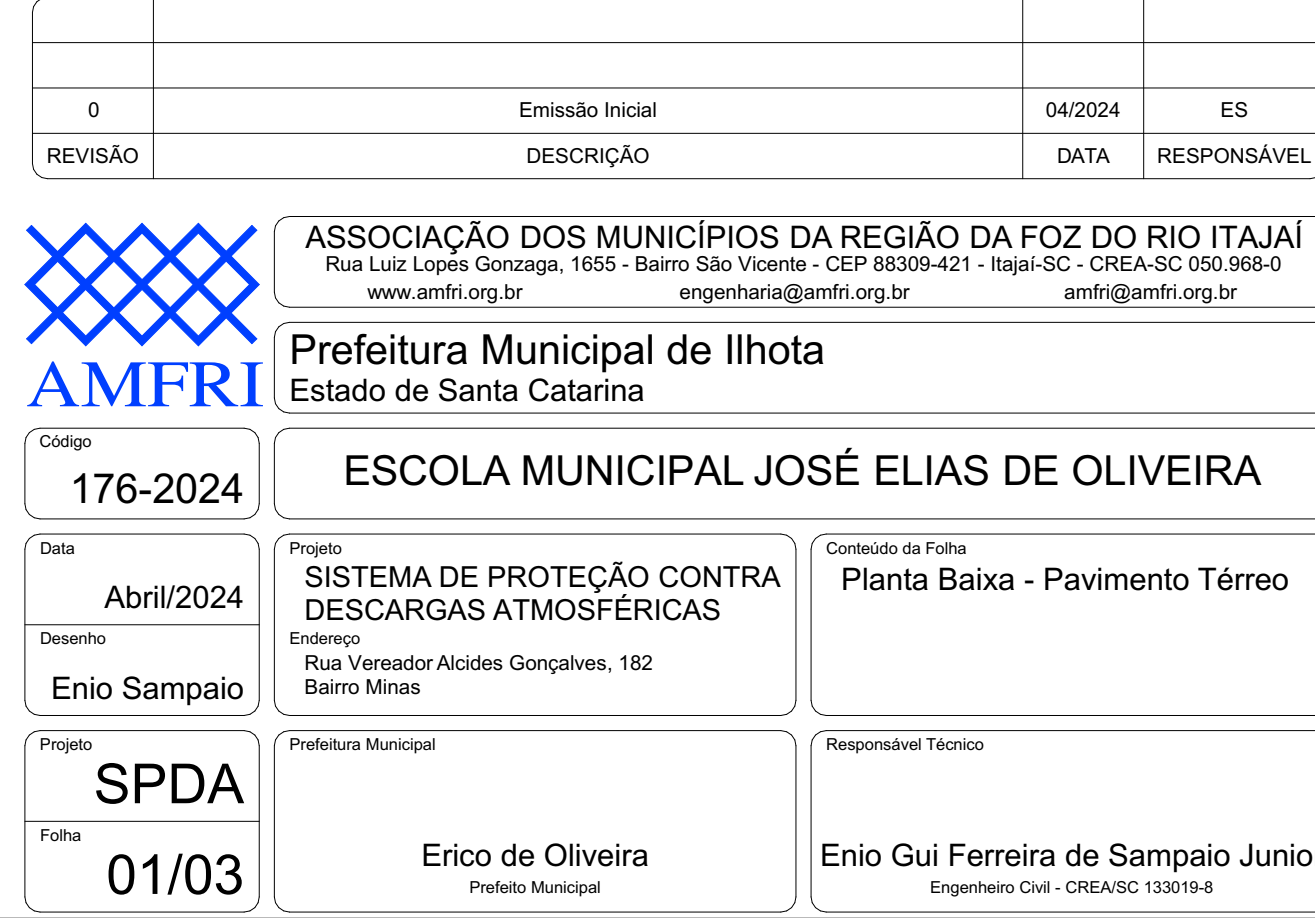 0 Emissão Inicial 04/2024 ES
REVISÃO DESCRIÇÃO DATA RESPONSÁVEL
AMFRI
ASSOCIAÇÃO DOS MUNICÍPIOS DA REGIÃO DA FOZ DO RIO ITAJAÍ
Rua Luiz Lopes Gonzaga, 1655 - Bairro São Vicente - CEP 88309-421 - Itajaí-SC - CREA-SC 050.968-0
www.amfri.org.br engenharia@amfri.org.br amfri@amfri.org.br
Prefeitura Municipal de Ilhota
Estado de Santa Catarina
Código
176-2024
ESCOLA MUNICIPAL JOSÉ ELIAS DE OLIVEIRA
Data
Abril/2024
Desenho
Enio Sampaio
Projeto
SISTEMA DE PROTEÇÃO CONTRA
DESCARGAS ATMOSFÉRICAS
Endereço
Rua Vereador Alcides Gonçalves, 182
Bairro Minas
Conteúdo da Folha
Planta Baixa - Pavimento Térreo
Projeto
SPDA
Folha
01/03
Prefeitura Municipal
Erico de Oliveira
Prefeito Municipal
Responsável Técnico
Enio Gui Ferreira de Sampaio Junio
Engenheiro Civil - CREA/SC 133019-8